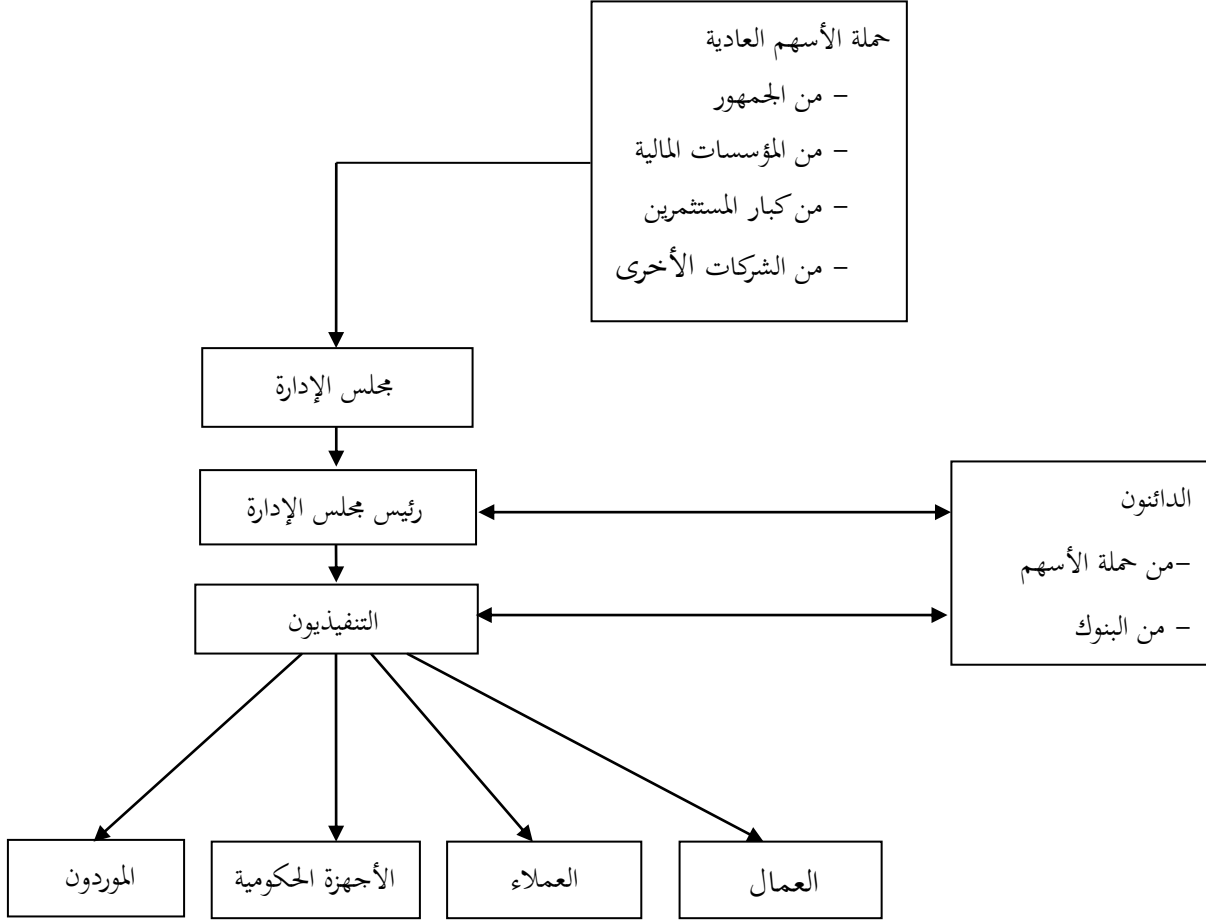 حملة الأسهم العادية
– من الجمهور
– من المؤسسات المالية
– من كبار المستثمرين
– من الشركات الأخرى
مجلس الإدارة
رئيس مجلس الإدارة
الدائنون
–من حملة الأسهم
– من البنوك
التنفيذيون
العمال
العملاء
الأجهزة الحكومية
الموردون